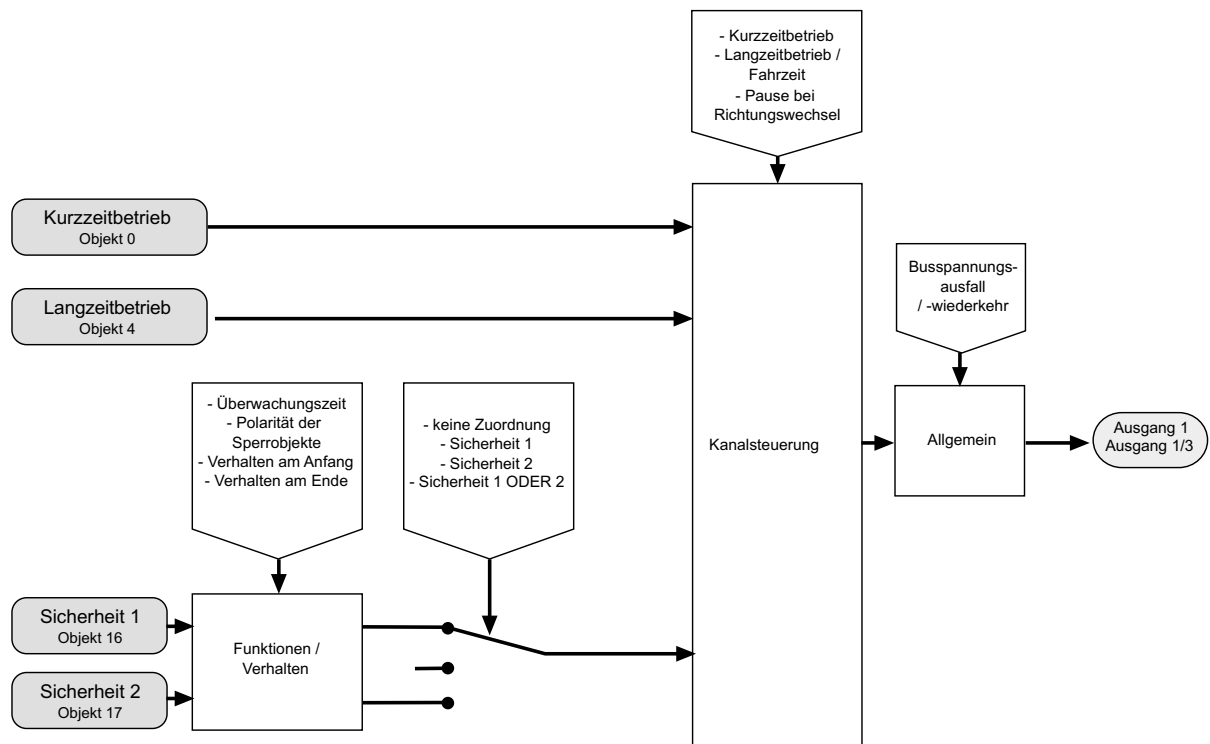 - Kurzzeitbetrieb
- Langzeitbetrieb /
Fahrzeit
- Pause bei
Richtungswechsel
Kurzzeitbetrieb
Objekt 0
Langzeitbetrieb
Objekt 4
Busspannungs-
ausfall
/ -wiederkehr
- Überwachungszeit
- Polarität der
Sperrobjekte
- Verhalten am Anfang
- Verhalten am Ende
- keine Zuordnung
- Sicherheit 1
- Sicherheit 2
- Sicherheit 1 ODER 2
Kanalsteuerung
Allgemein
Ausgang 1
Ausgang 1/3
Sicherheit 1
Objekt 16
Sicherheit 2
Objekt 17
Funktionen /
Verhalten